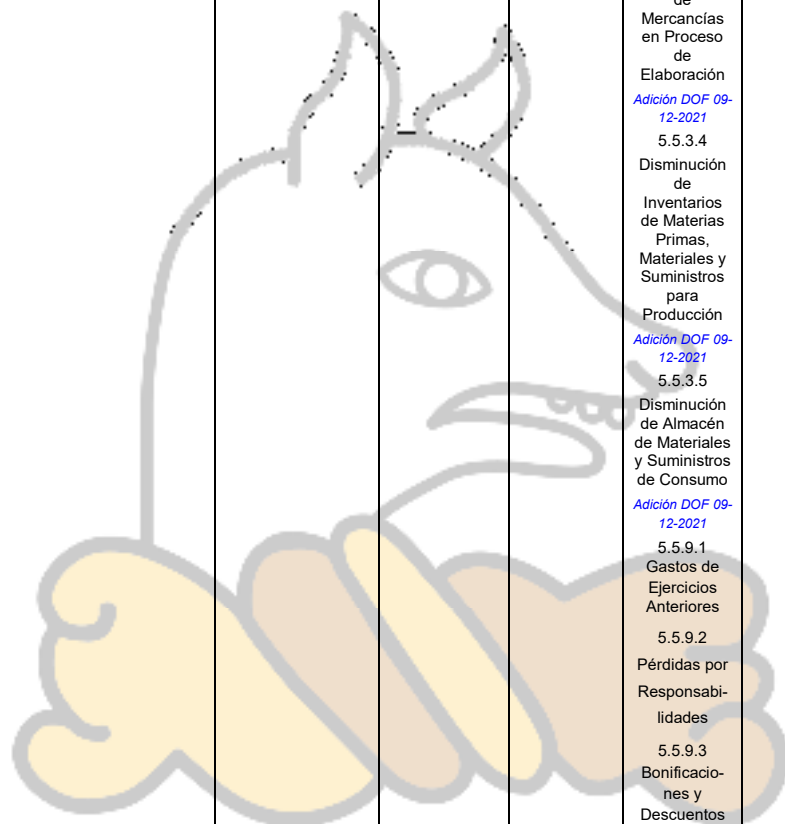 de
Mercancías
en Proceso
de
Elaboración
Adición DOF 09-
12-2021
5.5.3.4
Disminución
de
Inventarios
de Materias
Primas,
Materiales y
Suministros
para
Producción
Adición DOF 09-
12-2021
5.5.3.5
Disminución
de Almacén
de Materiales
y Suministros
de Consumo
Adición DOF 09-
12-2021
5.5.9.1
Gastos de
Ejercicios
Anteriores
5.5.9.2
Pérdidas por
Responsabi-
lidades
5.5.9.3
Bonificacio-
nes y
Descuentos